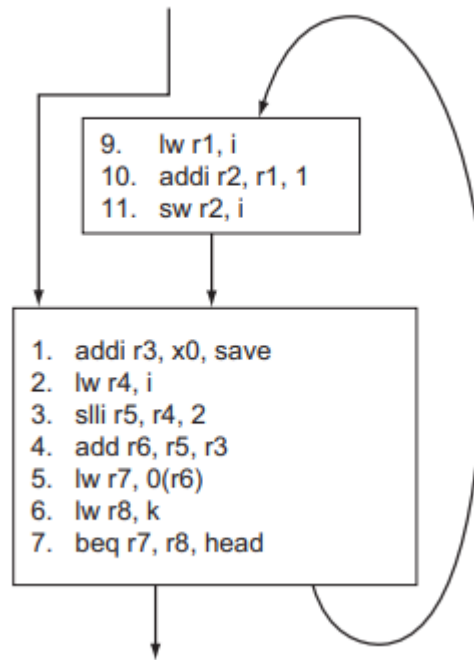 9. lw r1, i
10. addi r2, r1, 1
11. sw r2, i
1. addi r3, x0, save
2. lw r4, i
3. slli r5, r4, 2
4. add r6, r5, r3
5. lw r7, 0(r6)
6. lw r8, k
7. beq r7, r8, head